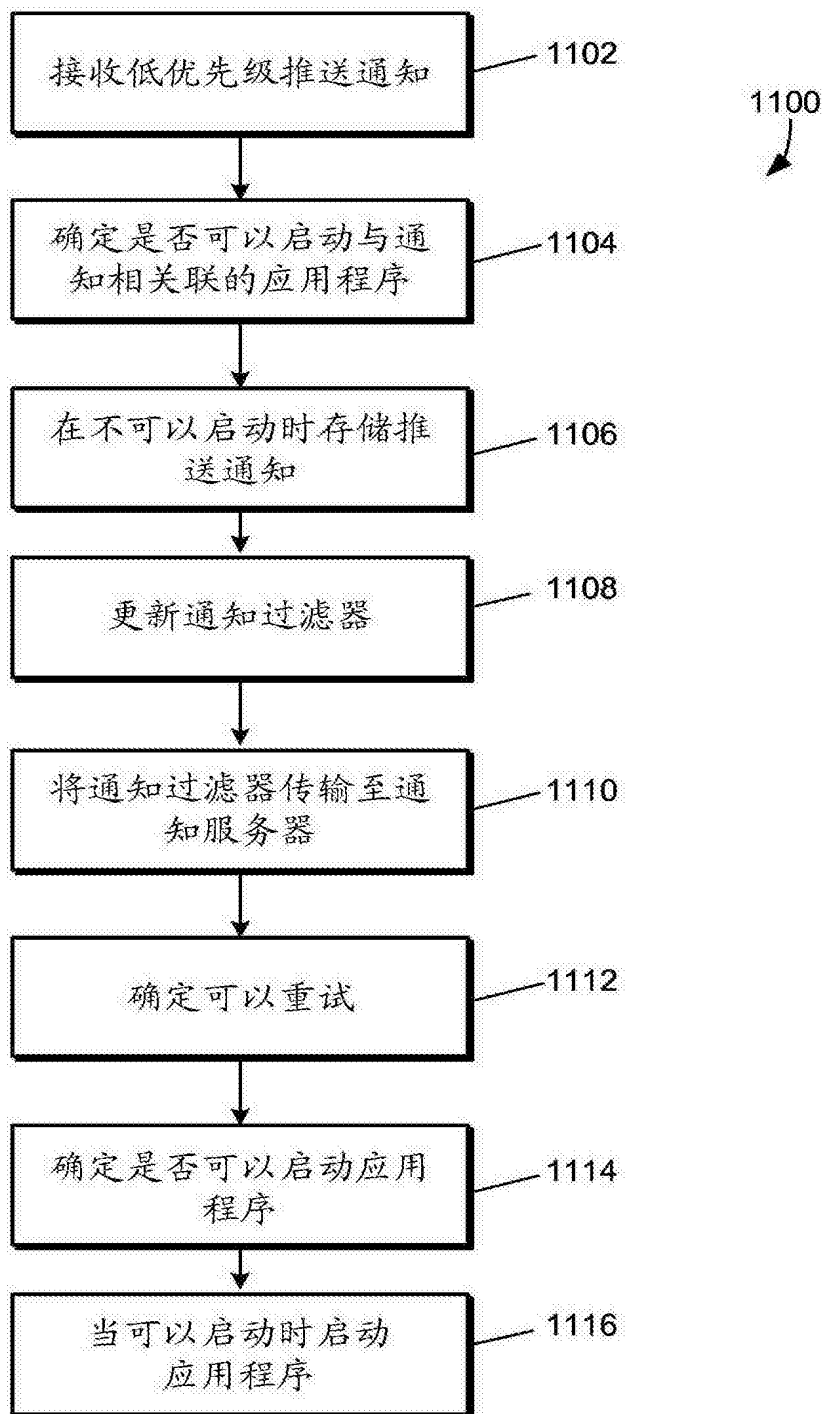 接收低优先级推送通知
1102
1100
确定是否可以启动与通
知相关联的应用程序
1104
在不可以启动时存储推
送通知
1106
更新通知过滤器
1108
将通知过滤器传输至通
知服务器
1110
确定可以重试
1112
确定是否可以启动应用
程序
1114
当可以启动时启动
应用程序
1116